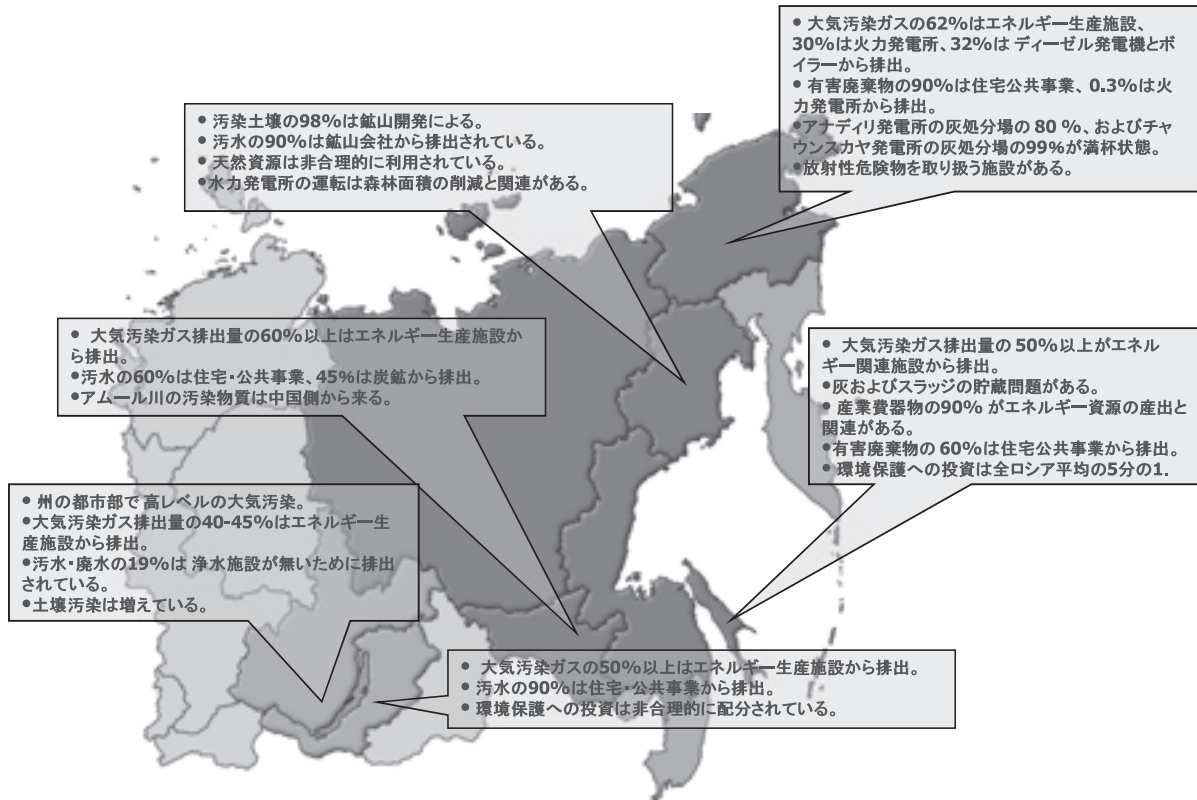 ● 大気汚染ガスの62%はエネルギー生産施設、
30%は火力発電所、32%は ディーゼル発電機とボ
イラーから排出。
● 有害廃棄物の90%は住宅公共事業、0.3%は火
力発電所から排出。
●アナディリ発電所の灰処分場の 80 %、およびチャ
ウンスカヤ発電所の灰処分場の99%が満杯状態。
●放射性危険物を取り扱う施設がある。
● 汚染土壌の98%は鉱山開発による。
● 汚水の90%は鉱山会社から排出されている。
● 天然資源は非合理的に利用されている。
●水力発電所の運転は森林面積の削減と関連がある。
● 大気汚染ガス排出量の60%以上はエネルギー生産施設か
ら排出。
●汚水の60%は住宅・公共事業、45%は炭鉱から排出。
●アムール川の汚染物質は中国側から来る。
● 大気汚染ガス排出量の 50%以上がエネル
ギー関連施設から排出。
●灰およびスラッジの貯蔵問題がある。
● 産業費器物の90% がエネルギー資源の産出と
関連がある。
●有害廃棄物の 60%は住宅公共事業から排出。
● 環境保護への投資は全ロシア平均の5分の1.
● 州の都市部で高レベルの大気汚染。
●大気汚染ガス排出量の40-45%はエネルギー生
産施設から排出。
●汚水・廃水の19%は 浄水施設が無いために排出
されている。
●土壌汚染は増えている。
● 大気汚染ガスの50%以上はエネルギー生産施設から排出。
● 汚水の90%は住宅・公共事業から排出。
● 環境保護への投資は非合理的に配分されている。